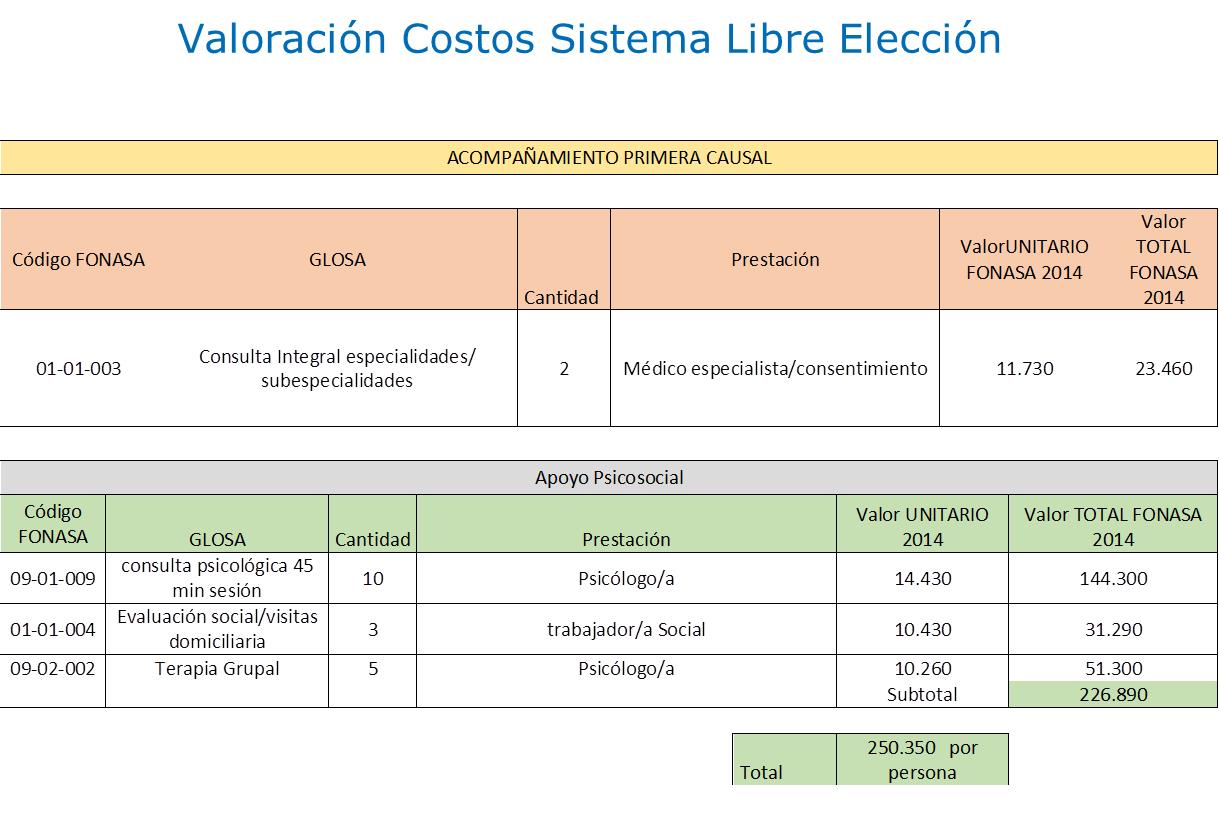 Valoración Costos Sistema Libre Elección
ACOMPAÑAMIENTO PRIMERA CAUSAL
Código FONASA GLOSA Cantidad Prestación ValorUNITARIO FONASA 2014 Valor TOTAL FONASA 2014
01-01-003 Consulta Integral especialidades/ subespecialidades 2 Médico especialista/consentimiento 11.730 23.460
Apoyo Psicosocial
Código FONASA GLOSA Cantidad Prestación Valor UNITARIO 2014 Valor TOTAL FONASA 2014
09-01-009 consulta psicológica 45 min sesión 10 Psicólogo/a 14.430 144.300
01-01-004 Evaluación social/visitas domiciliaria 3 trabajador/a Social 10.430 31.290
09-02-002 Terapia Grupal 5 Psicólogo/a 10.260 51.300
Subtotal 226.890
Total 250.350 por persona